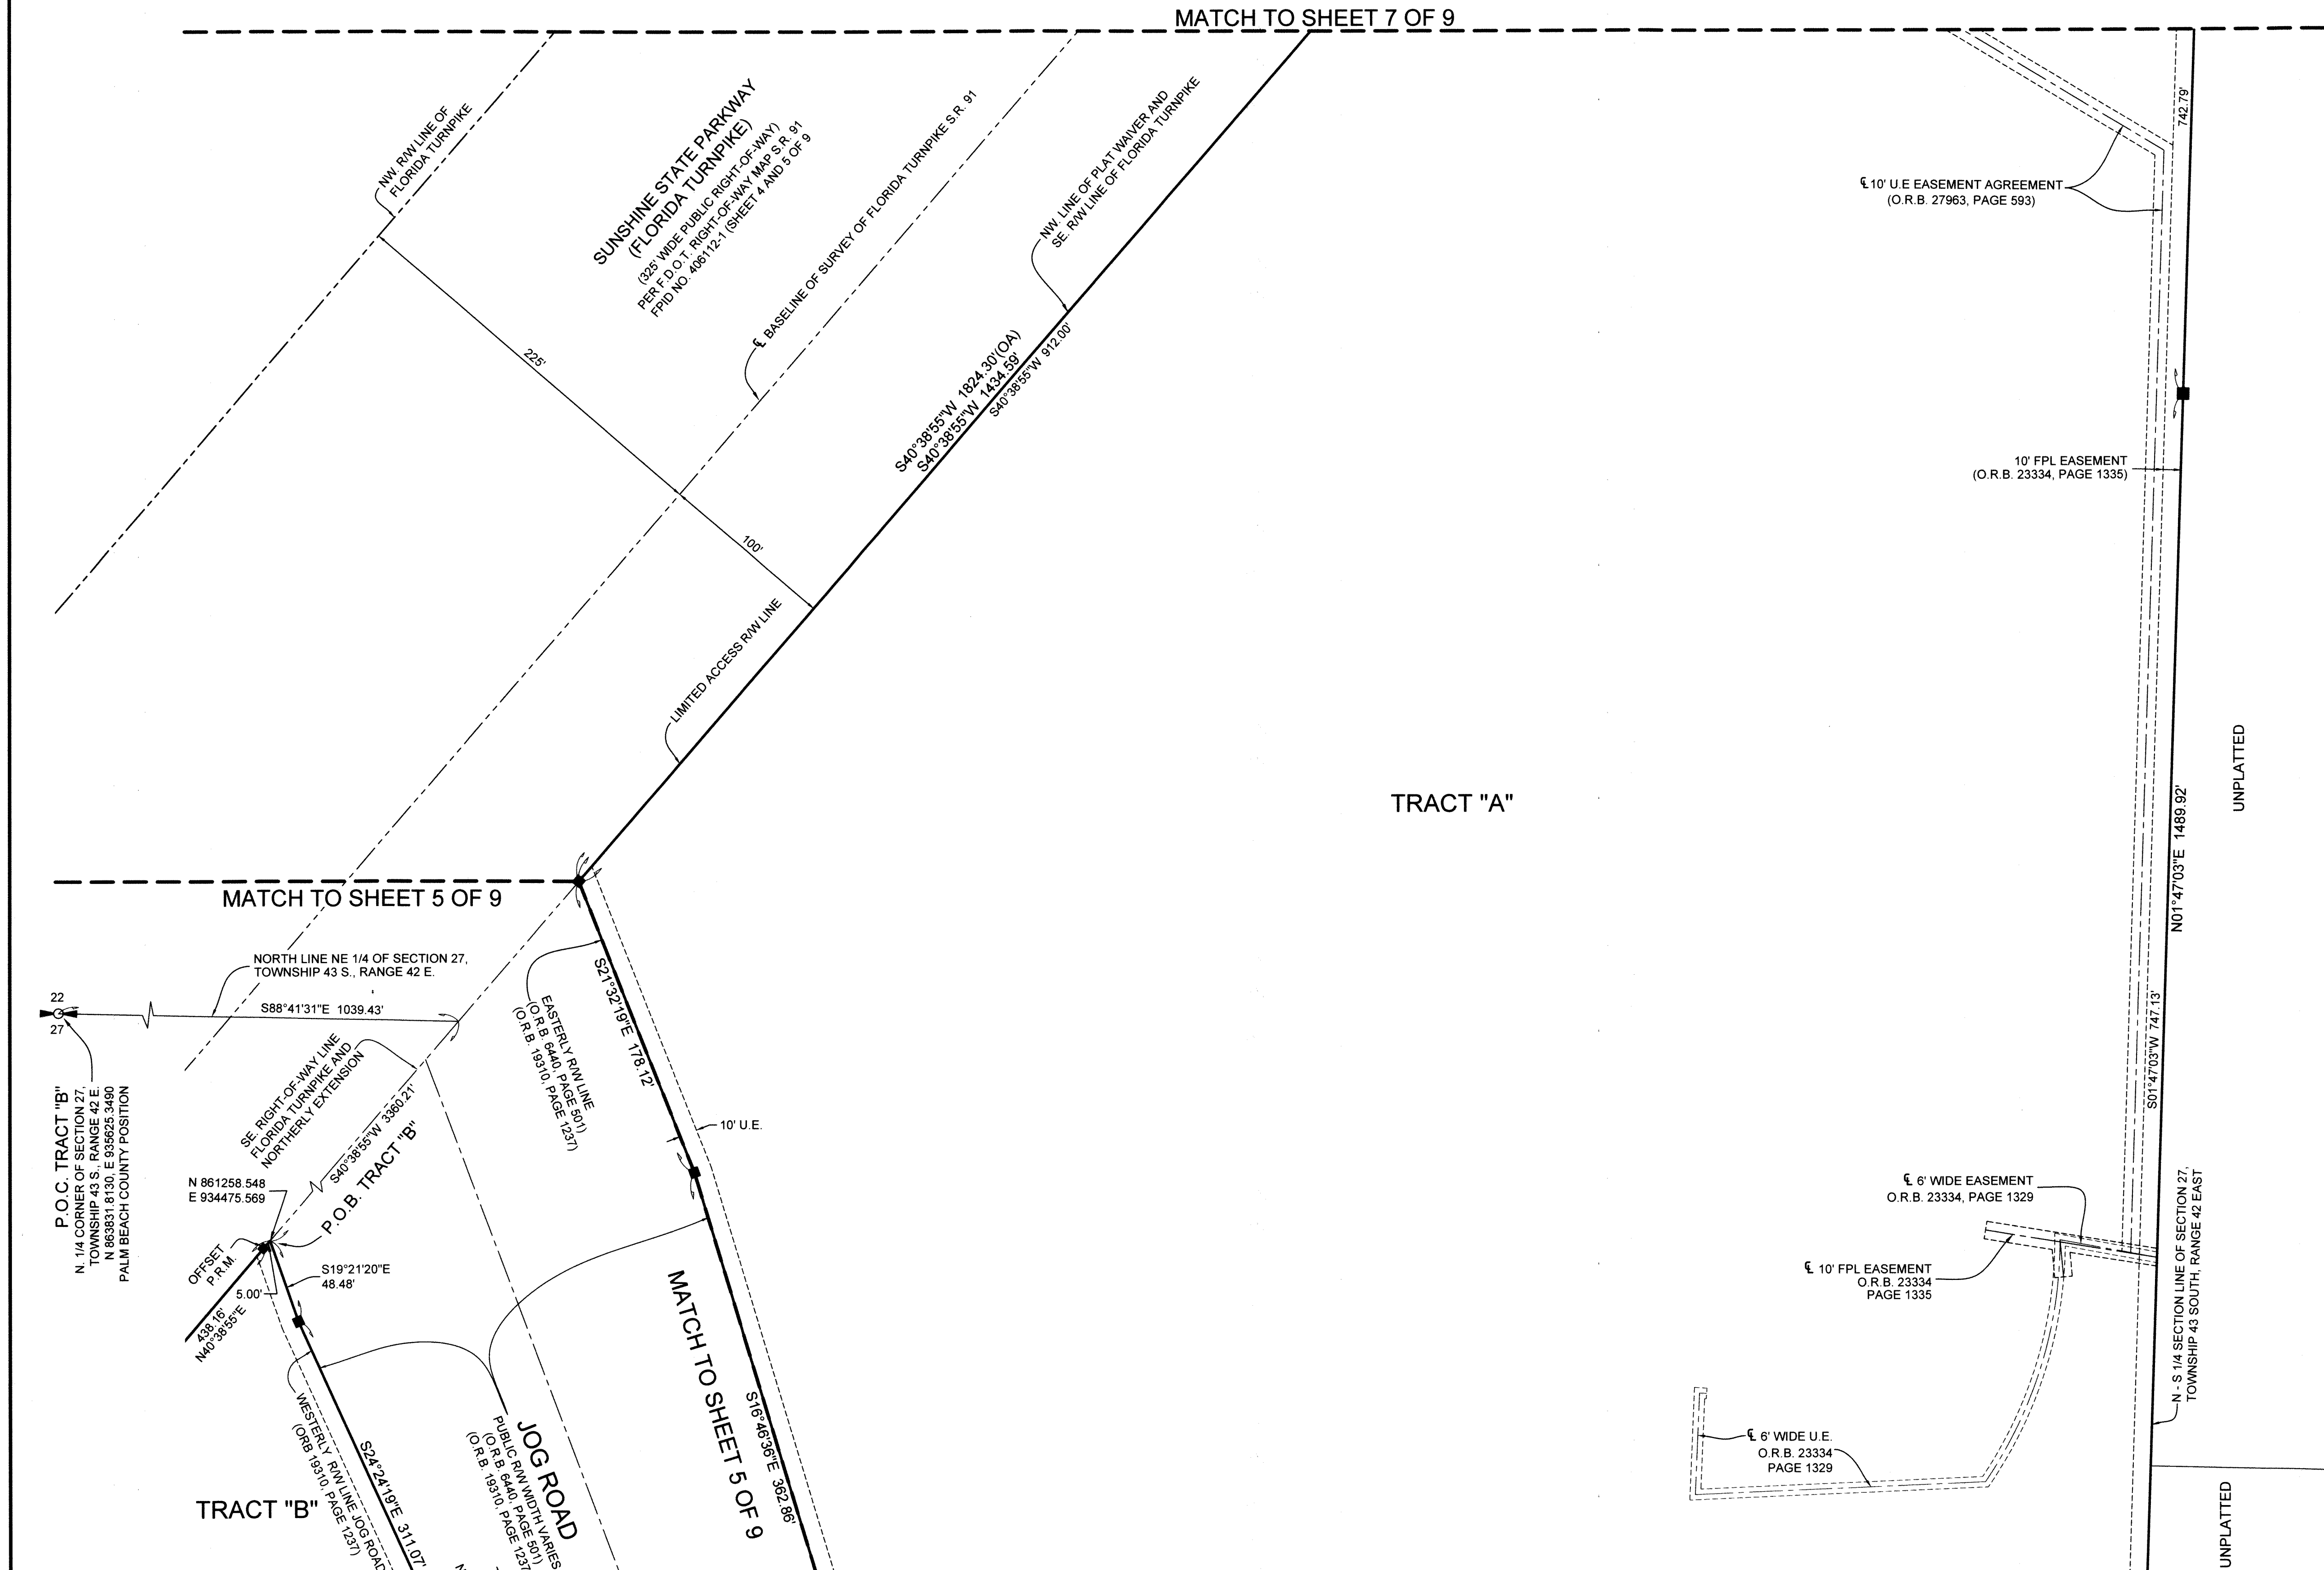 MATCH TO SHEET 7 OF 9
NW. R/W LINE OF
FLORIDA TURNPIKE
SUNSHINE STATE PARKWAY
(FLORIDA TURNPIKE)
(325' WIDE PUBLIC RIGHT-OF-WAY)
PER F.D.O.T. RIGHT-OF-WAY MAP S.R. 91
FPID NO. 406112-1 (SHEET 4 AND 5 OF 9
℄ BASELINE OF SURVEY OF FLORIDA TURNPIKE S.R. 91
NW. LINE OF PLAT WAIVER AND
SE. R/W LINE OF FLORIDA TURNPIKE
742.79'
℄ 10' U.E EASEMENT AGREEMENT
(O.R.B. 27963, PAGE 593)
225'
S40°38'55"W 1824.30'(OA)
S40°38'55"W 1434.59'
S40°38'55"W 912.00'
10' FPL EASEMENT
(O.R.B. 23334, PAGE 1335)
100'
LIMITED ACCESS R/W LINE
TRACT "A"
UNPLATTED
N01°47'03"E 1489.92'
MATCH TO SHEET 5 OF 9
NORTH LINE NE 1/4 OF SECTION 27,
TOWNSHIP 43 S., RANGE 42 E.
22
27
S88°41'31"E 1039.43'
S21°32'19"E 178.12'
EASTERLY R/W LINE
(O.R.B. 6440, PAGE 501)
(O.R.B. 19310, PAGE 1237)
S01°47'03"W 747.13'
P.O.C. TRACT "B"
N. 1/4 CORNER OF SECTION 27,
TOWNSHIP 43 S., RANGE 42 E.
N 863831.8130, E 935625.3490
PALM BEACH COUNTY POSITION
SE. RIGHT-OF-WAY LINE
FLORIDA TURNPIKE AND
NORTHERLY EXTENSION
S40°38'55"W 3360.21'
P.O.B. TRACT "B"
10' U.E.
N 861258.548
E 934475.569
OFFSET
P.R.M.
5.00'
S19°21'20"E
48.48'
438.16'
N40°38'55"E
℄ 6' WIDE EASEMENT
O.R.B. 23334, PAGE 1329
℄ 10' FPL EASEMENT
O.R.B. 23334
PAGE 1335
N - S 1/4 SECTION LINE OF SECTION 27,
TOWNSHIP 43 SOUTH, RANGE 42 EAST
MATCH TO SHEET 5 OF 9
S16°46'36"E 362.86'
WESTERLY R/W LINE JOG ROAD
(ORB 19310, PAGE 1237)
S24°24'19"E 311.07'
JOG ROAD
PUBLIC R/W WIDTH VARIES
(O.R.B. 6440, PAGE 501)
(O.R.B. 19310, PAGE 1237
℄ 6' WIDE U.E.
O.R.B. 23334
PAGE 1329
TRACT "B"
UNPLATTED